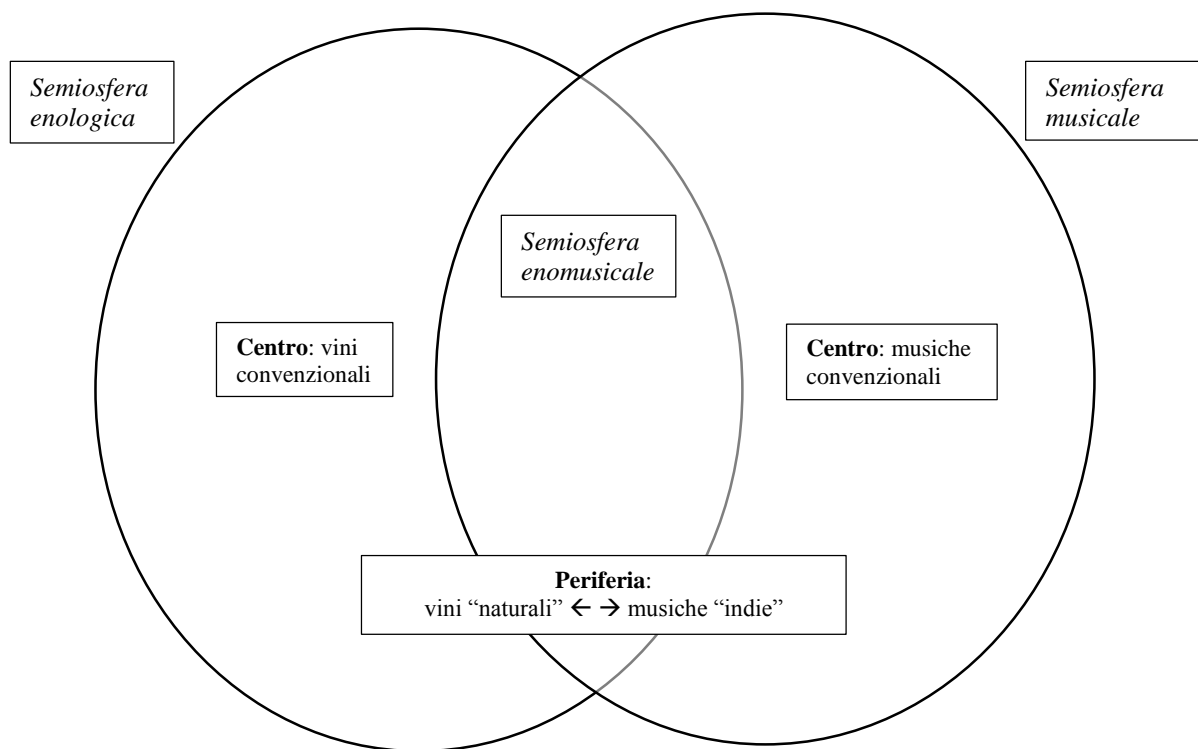 Semiosfera
enologica
Semiosfera
musicale
Semiosfera
enomusicale
Centro: vini
convenzionali
Centro: musiche
convenzionali
Periferia:
vini “naturali” ← → musiche “indie”